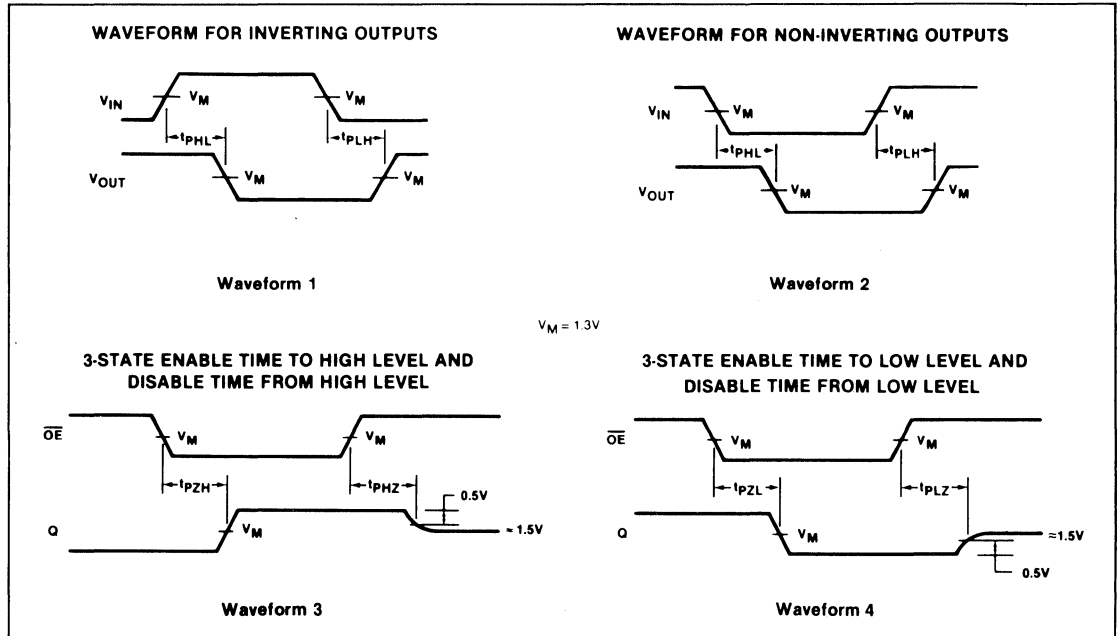 WAVEFORM FOR INVERTING OUTPUTS
VIN
VM
VM
tPHL
tPLH
VOUT
VM
VM
Waveform 1
WAVEFORM FOR NON-INVERTING OUTPUTS
VIN
VM
VM
tPHL
tPLH
VOUT
VM
VM
Waveform 2
VM = 1.3V
3-STATE ENABLE TIME TO HIGH LEVEL AND
DISABLE TIME FROM HIGH LEVEL
OE
VM
VM
tPZH
tPHZ
0.5V
Q
VM
≈ 1.5V
Waveform 3
3-STATE ENABLE TIME TO LOW LEVEL AND
DISABLE TIME FROM LOW LEVEL
OE
VM
VM
tPZL
tPLZ
Q
VM
≈1.5V
0.5V
Waveform 4